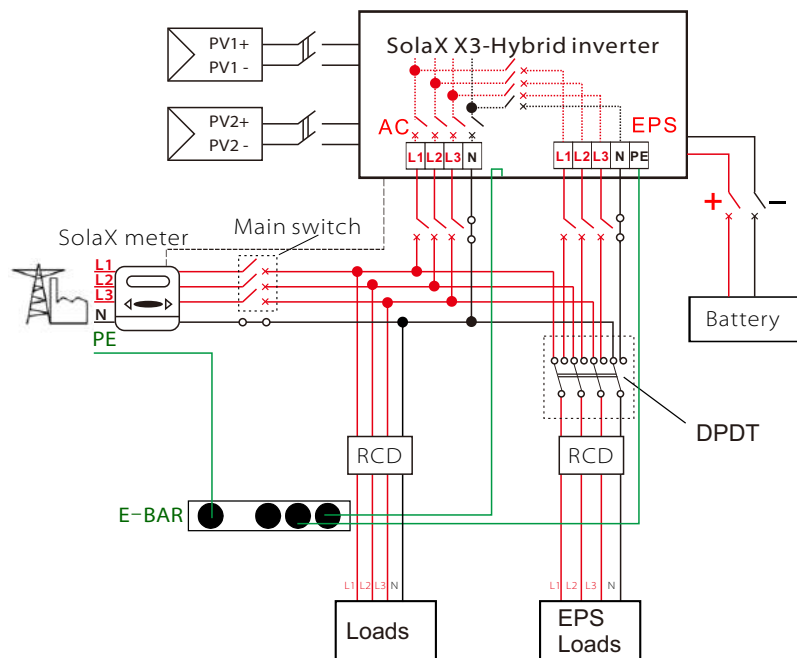 PV1+
PV1 -
PV2+
PV2 -
SolaX X3-Hybrid inverter
AC
EPS
L1 L2 L3 N
L1 L2 L3 N PE
+
−
SolaX meter
Main switch
L1
L2
L3
N
PE
Battery
DPDT
RCD
RCD
E-BAR
L1 L2 L3 N
L1 L2 L3 N
Loads
EPS
Loads